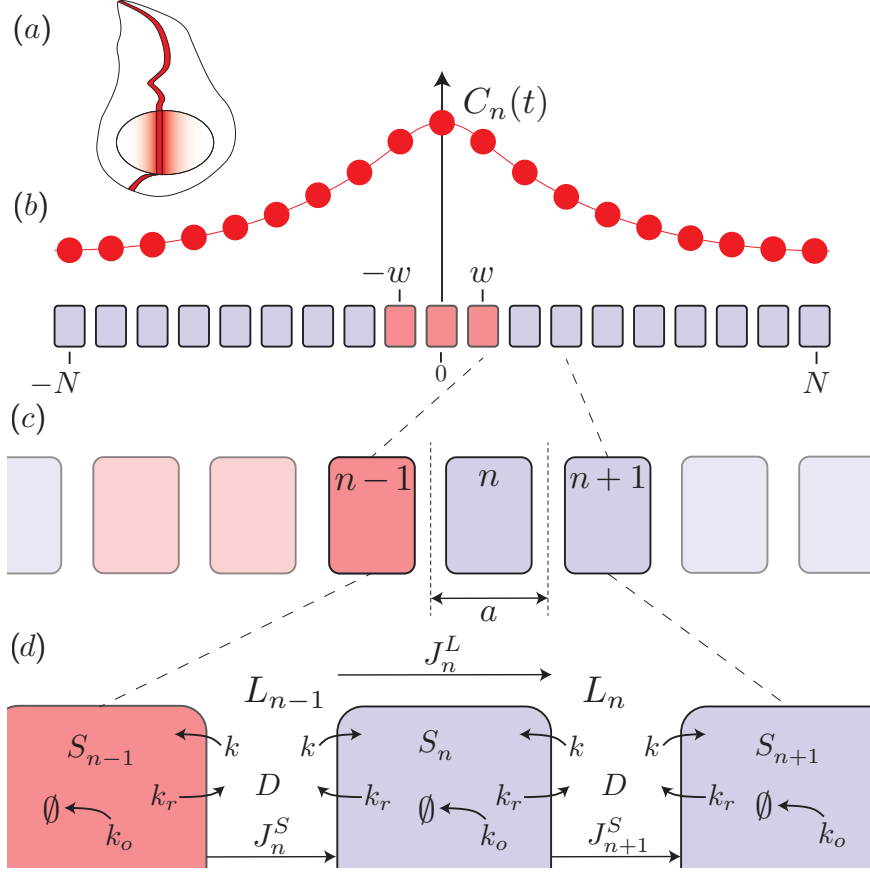 (a)
C_n(t)
(b)
−w w
−N 0 N
(c)
n − 1 n n + 1
a
(d)
J_n^L
L_{n−1} L_n
S_{n−1} k k S_n k k S_{n+1}
∅ k_r D k_r ∅ k_r D k_r ∅
k_o J_n^S k_o J_{n+1}^S k_o